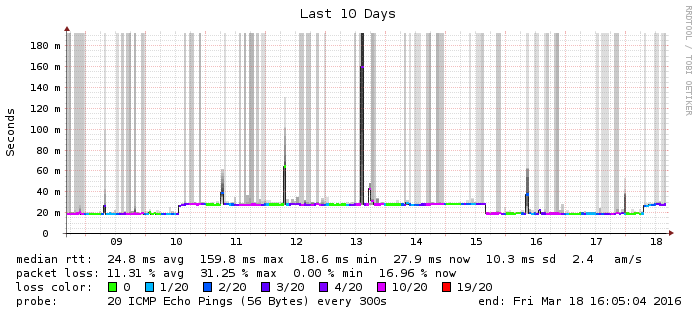 Last 10 Days
RRDTOOL / TOBI OETIKER
Seconds
180 m
160 m
140 m
120 m
100 m
80 m
60 m
40 m
20 m
0
09 10 11 12 13 14 15 16 17 18
median rtt: 24.8 ms avg 159.8 ms max 18.6 ms min 27.9 ms now 10.3 ms sd 2.4 am/s
packet loss: 11.31 % avg 31.25 % max 0.00 % min 16.96 % now
loss color: 0 1/20 2/20 3/20 4/20 10/20 19/20
probe: 20 ICMP Echo Pings (56 Bytes) every 300s end: Fri Mar 18 16:05:04 2016